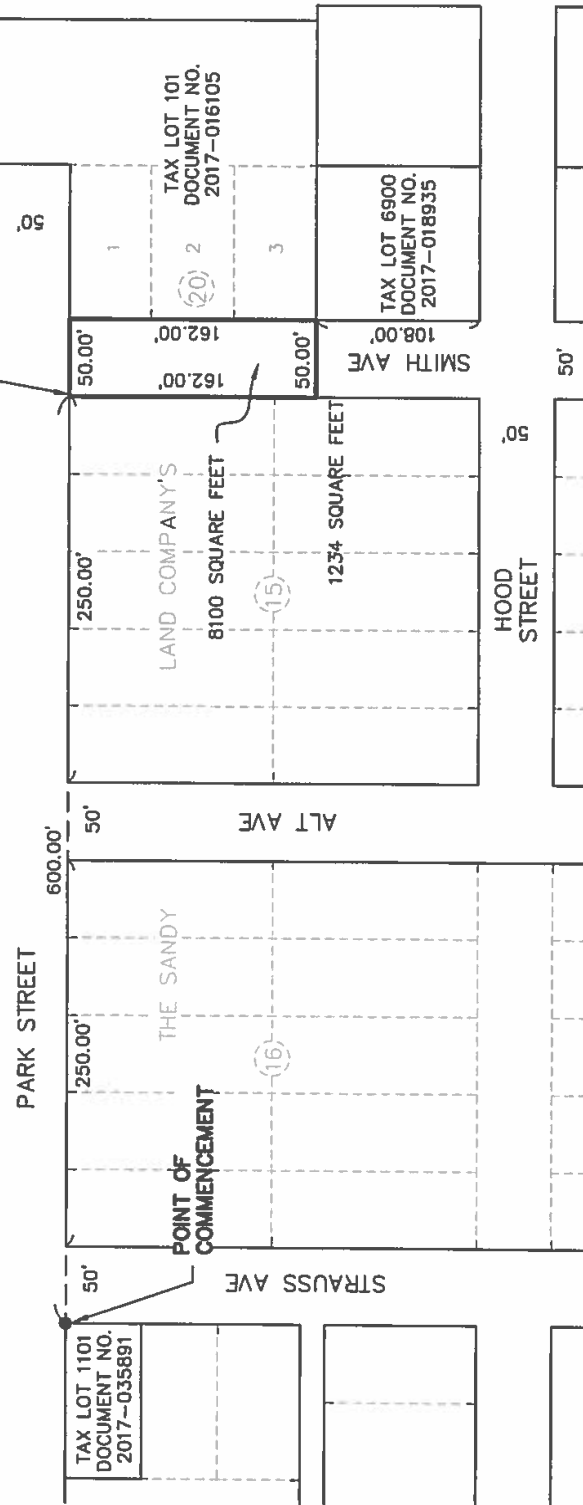 PARK STREET
600.00'
TAX LOT 1101
DOCUMENT NO.
2017-035891
50'
POINT OF
COMMENCEMENT
STRAUSS AVE
250.00'
THE SANDY
16
50'
ALT AVE
250.00'
LAND COMPANY'S
8100 SQUARE FEET
15
1234 SQUARE FEET
HOOD
STREET
50'
50.00'
162.00'
162.00'
50.00'
SMITH AVE
108.00'
50'
50'
1
2
3
20
TAX LOT 101
DOCUMENT NO.
2017-016105
TAX LOT 6900
DOCUMENT NO.
2017-018935